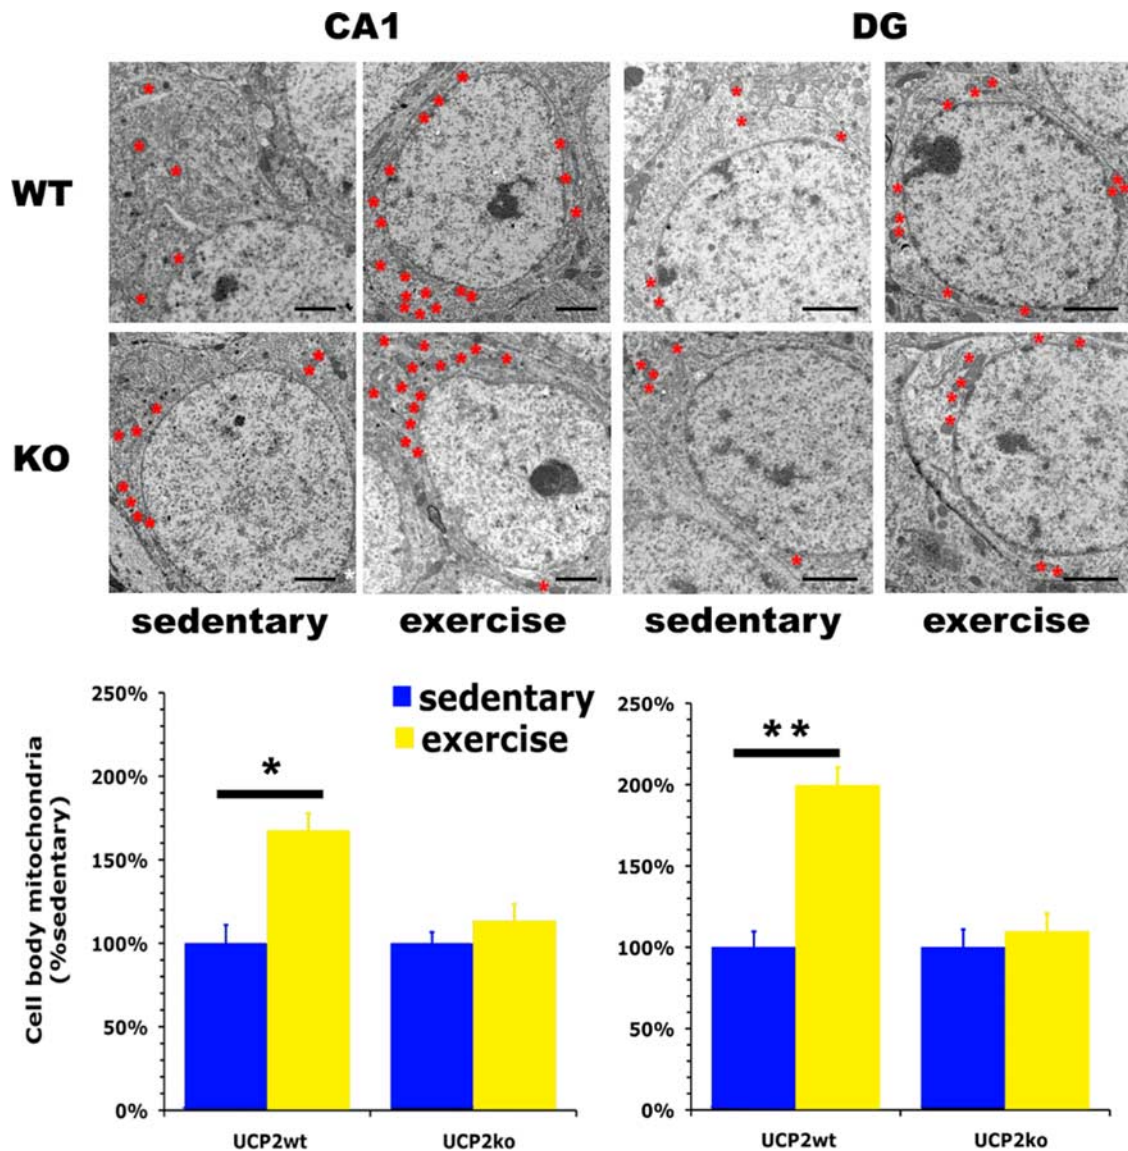 CA1 DG
WT
KO
sedentary exercise sedentary exercise
250%
200%
150%
100%
50%
0%
Cell body mitochondria
(%sedentary)
sedentary
exercise
*
UCP2wt UCP2ko
250%
200%
150%
100%
50%
0%
**
UCP2wt UCP2ko